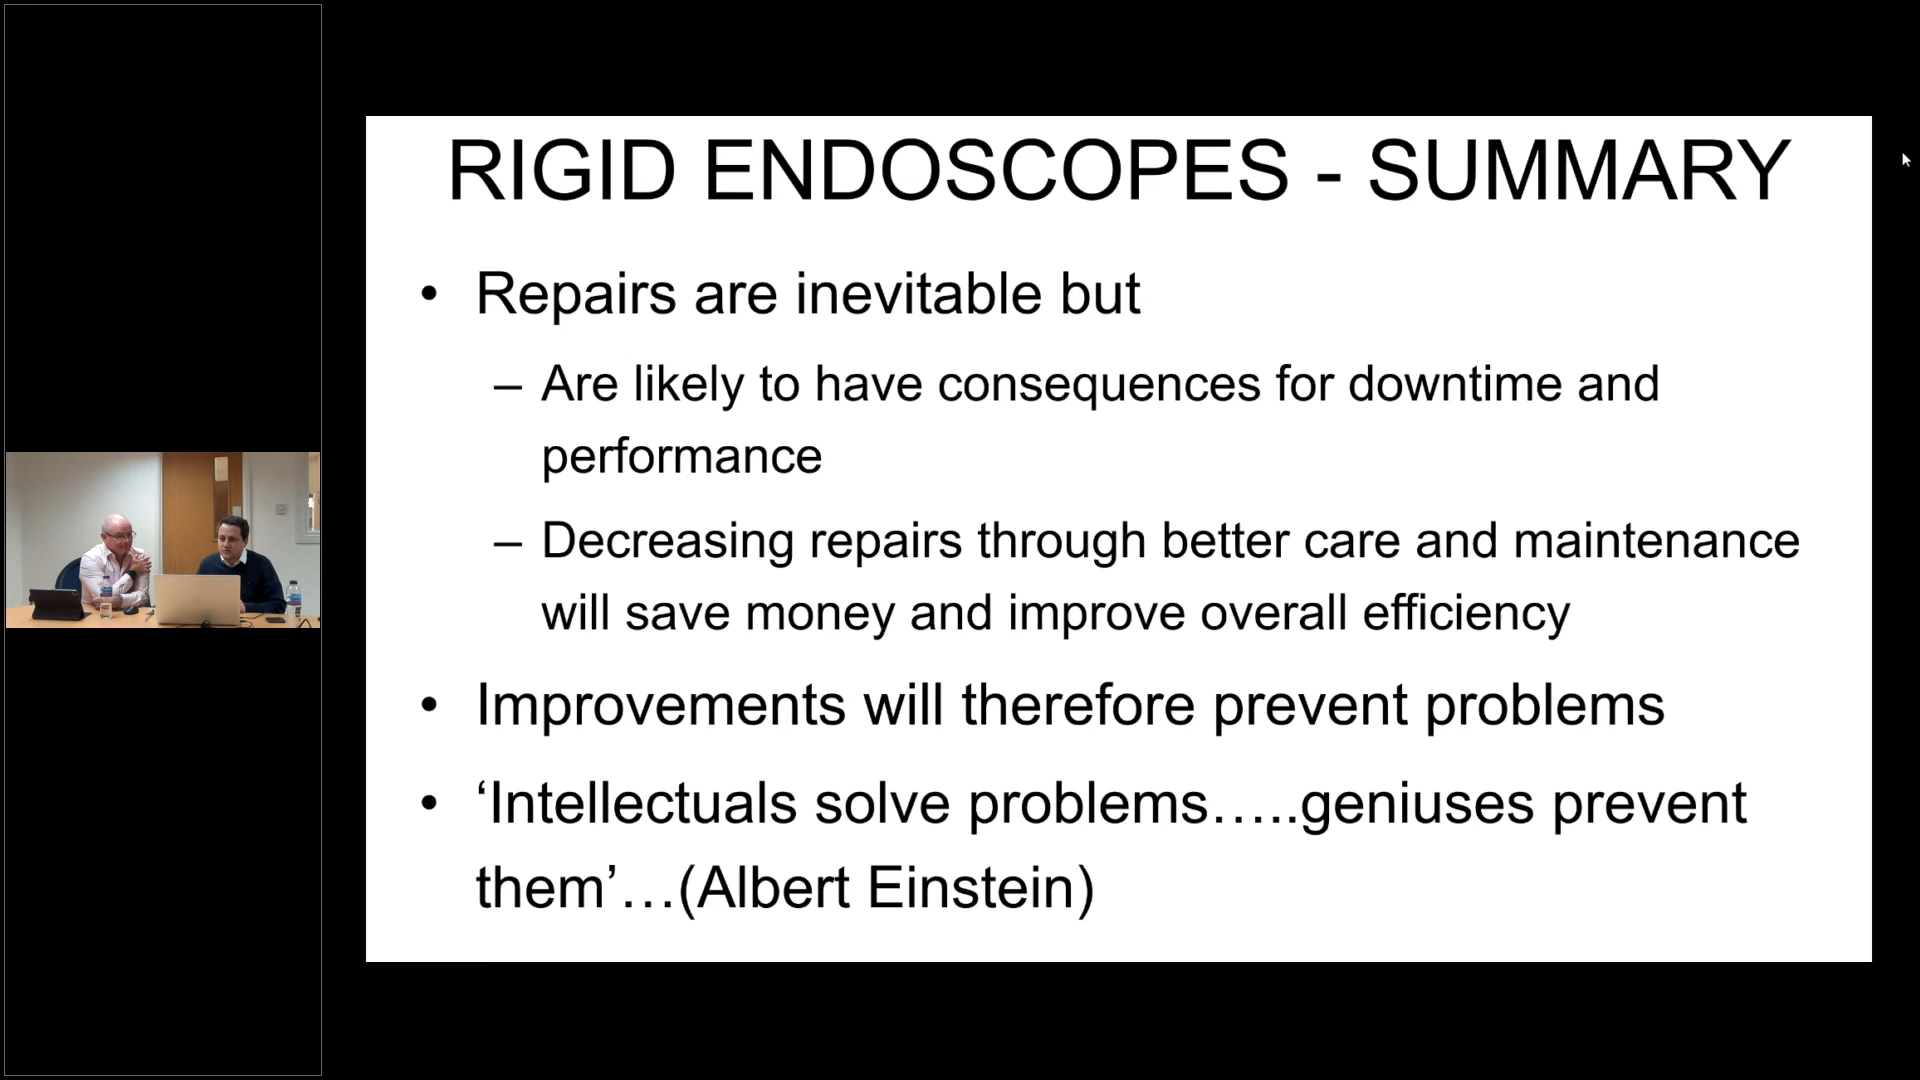 RIGID ENDOSCOPES - SUMMARY
• Repairs are inevitable but
– Are likely to have consequences for downtime and
performance
– Decreasing repairs through better care and maintenance
will save money and improve overall efficiency
• Improvements will therefore prevent problems
• ‘Intellectuals solve problems…..geniuses prevent
them’…(Albert Einstein)